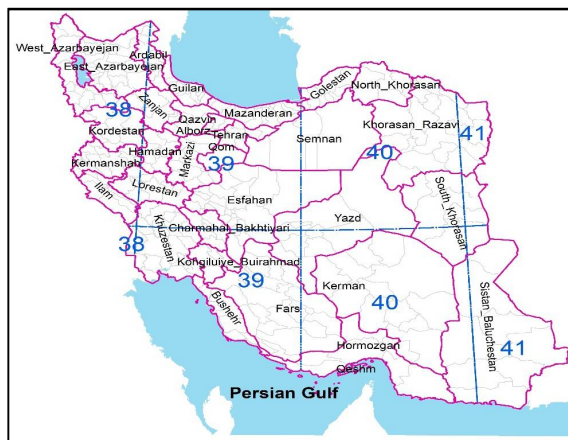 West_Azarbayejan
Ardabil
East_Azarbayejan
Guilan
Golestan
North_Khorasan
38
Zanjan
Mazanderan
Qazvin
Khorasan_Razavi
41
Kordestan
Alborz
Tehran
Semnan
Hamadan
Markazi
Qom
40
Kermanshah
39
Ilam
Lorestan
Esfahan
South_Khorasan
Yazd
Charmahal_Bakhtiyari
38
Khuzestan
Kohgiluiye_Buirahmad
39
Kerman
40
Sistan_Baluchestan
Bushehr
Fars
Hormozgan
41
Qeshm
Persian Gulf